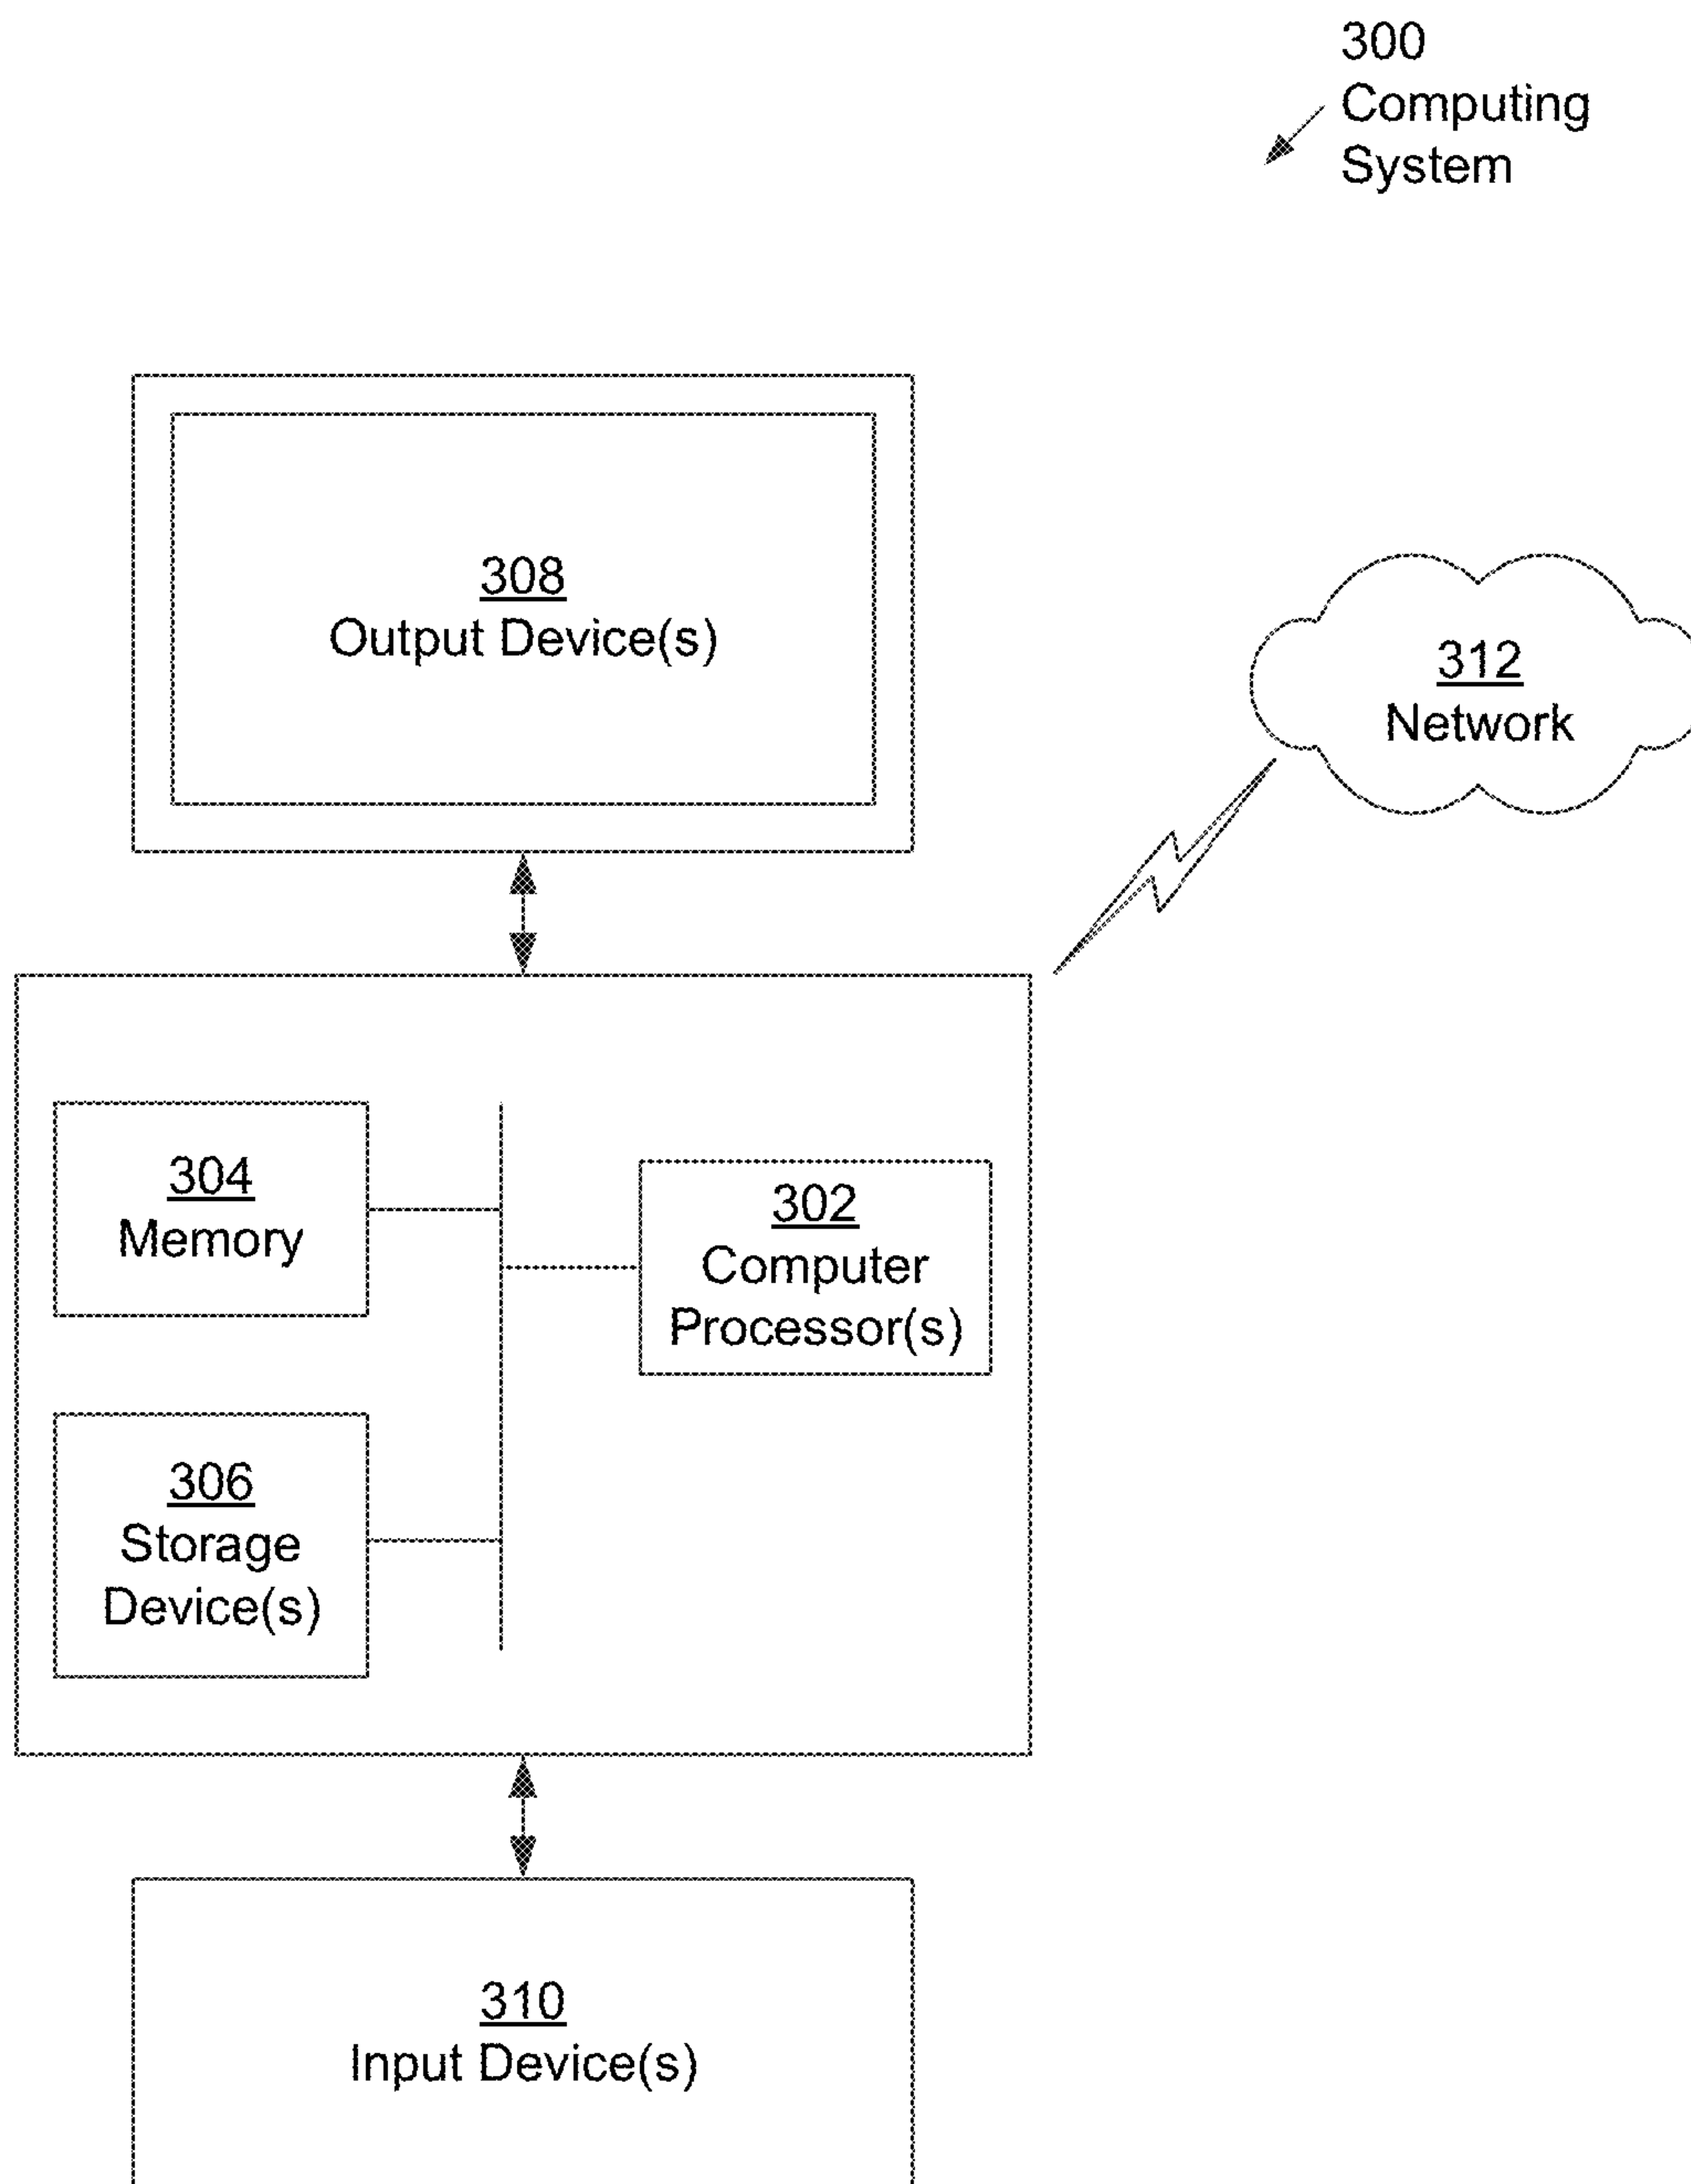 300
Computing
System
308
Output Device(s)
312
Network
304
Memory
302
Computer
Processor(s)
306
Storage
Device(s)
310
Input Device(s)